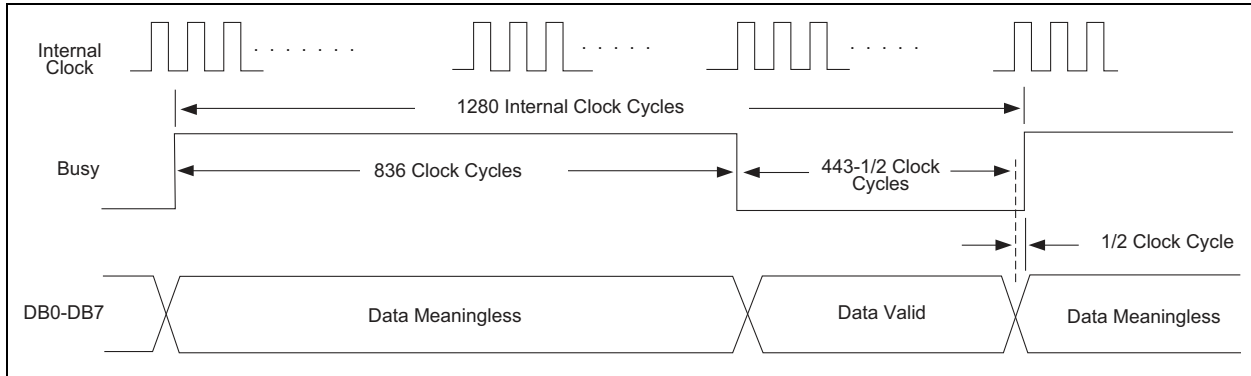 Internal
Clock
1280 Internal Clock Cycles
Busy
836 Clock Cycles
443-1/2 Clock
Cycles
1/2 Clock Cycle
DB0-DB7
Data Meaningless
Data Valid
Data Meaningless